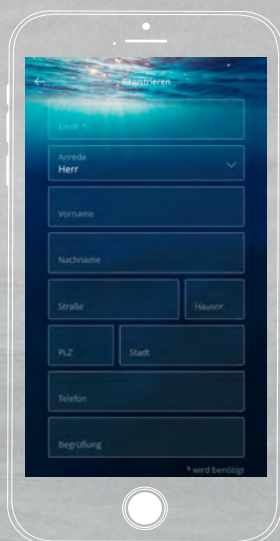 Registrieren
Email *
Anrede
Herr
Vorname
Nachname
Straße Hausnr.
PLZ Stadt
Telefon
Begrüßung
* wird benötigt